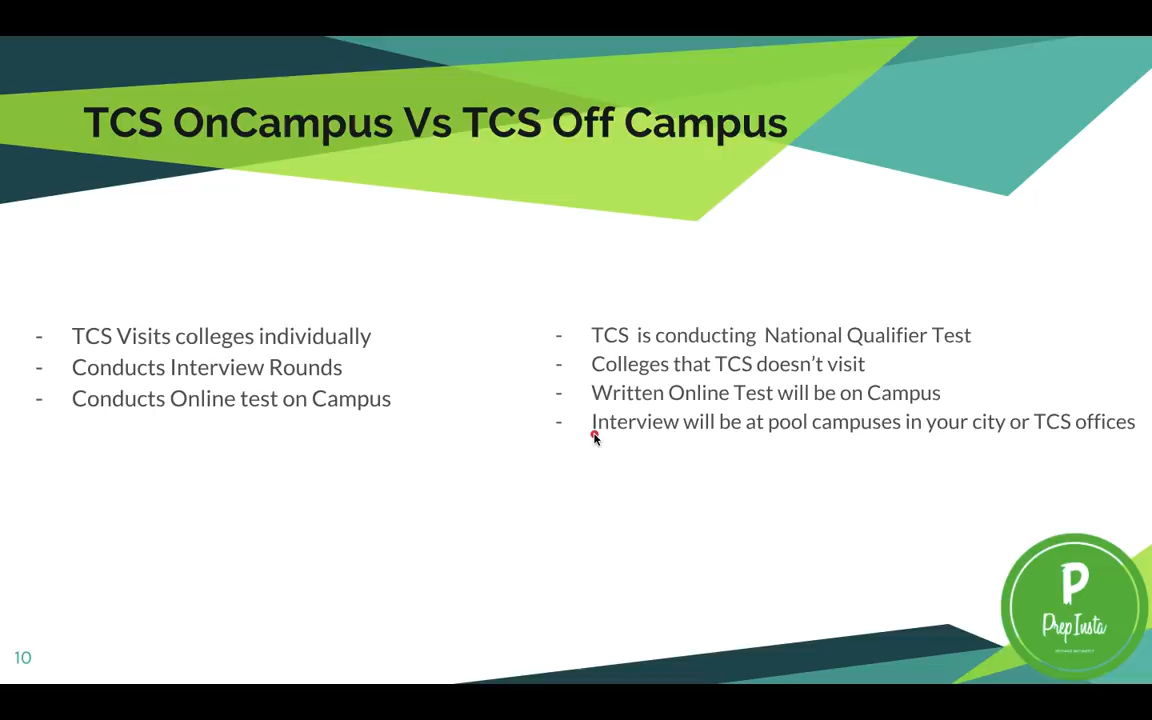 TCS OnCampus Vs TCS Off Campus
- TCS Visits colleges individually
- Conducts Interview Rounds
- Conducts Online test on Campus
- TCS is conducting National Qualifier Test
- Colleges that TCS doesn't visit
- Written Online Test will be on Campus
- Interview will be at pool campuses in your city or TCS offices
P
Prep Insta
10